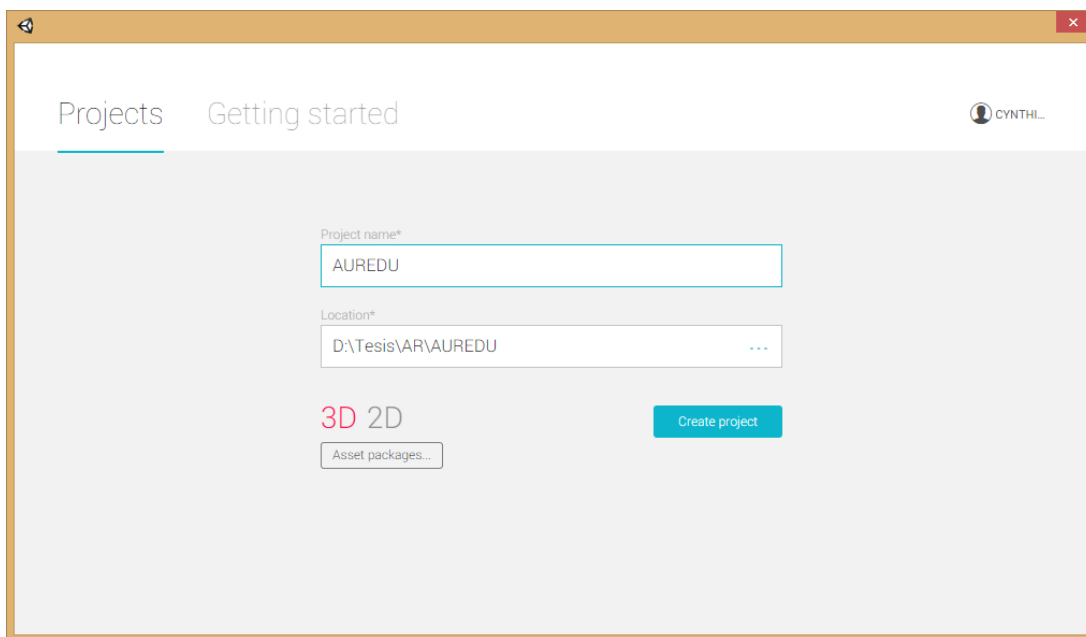 Projects Getting started
CYNTHI...
Project name*
AUREDU
Location*
D:\Tesis\AR\AUREDU ...
3D 2D
Create project
Asset packages...